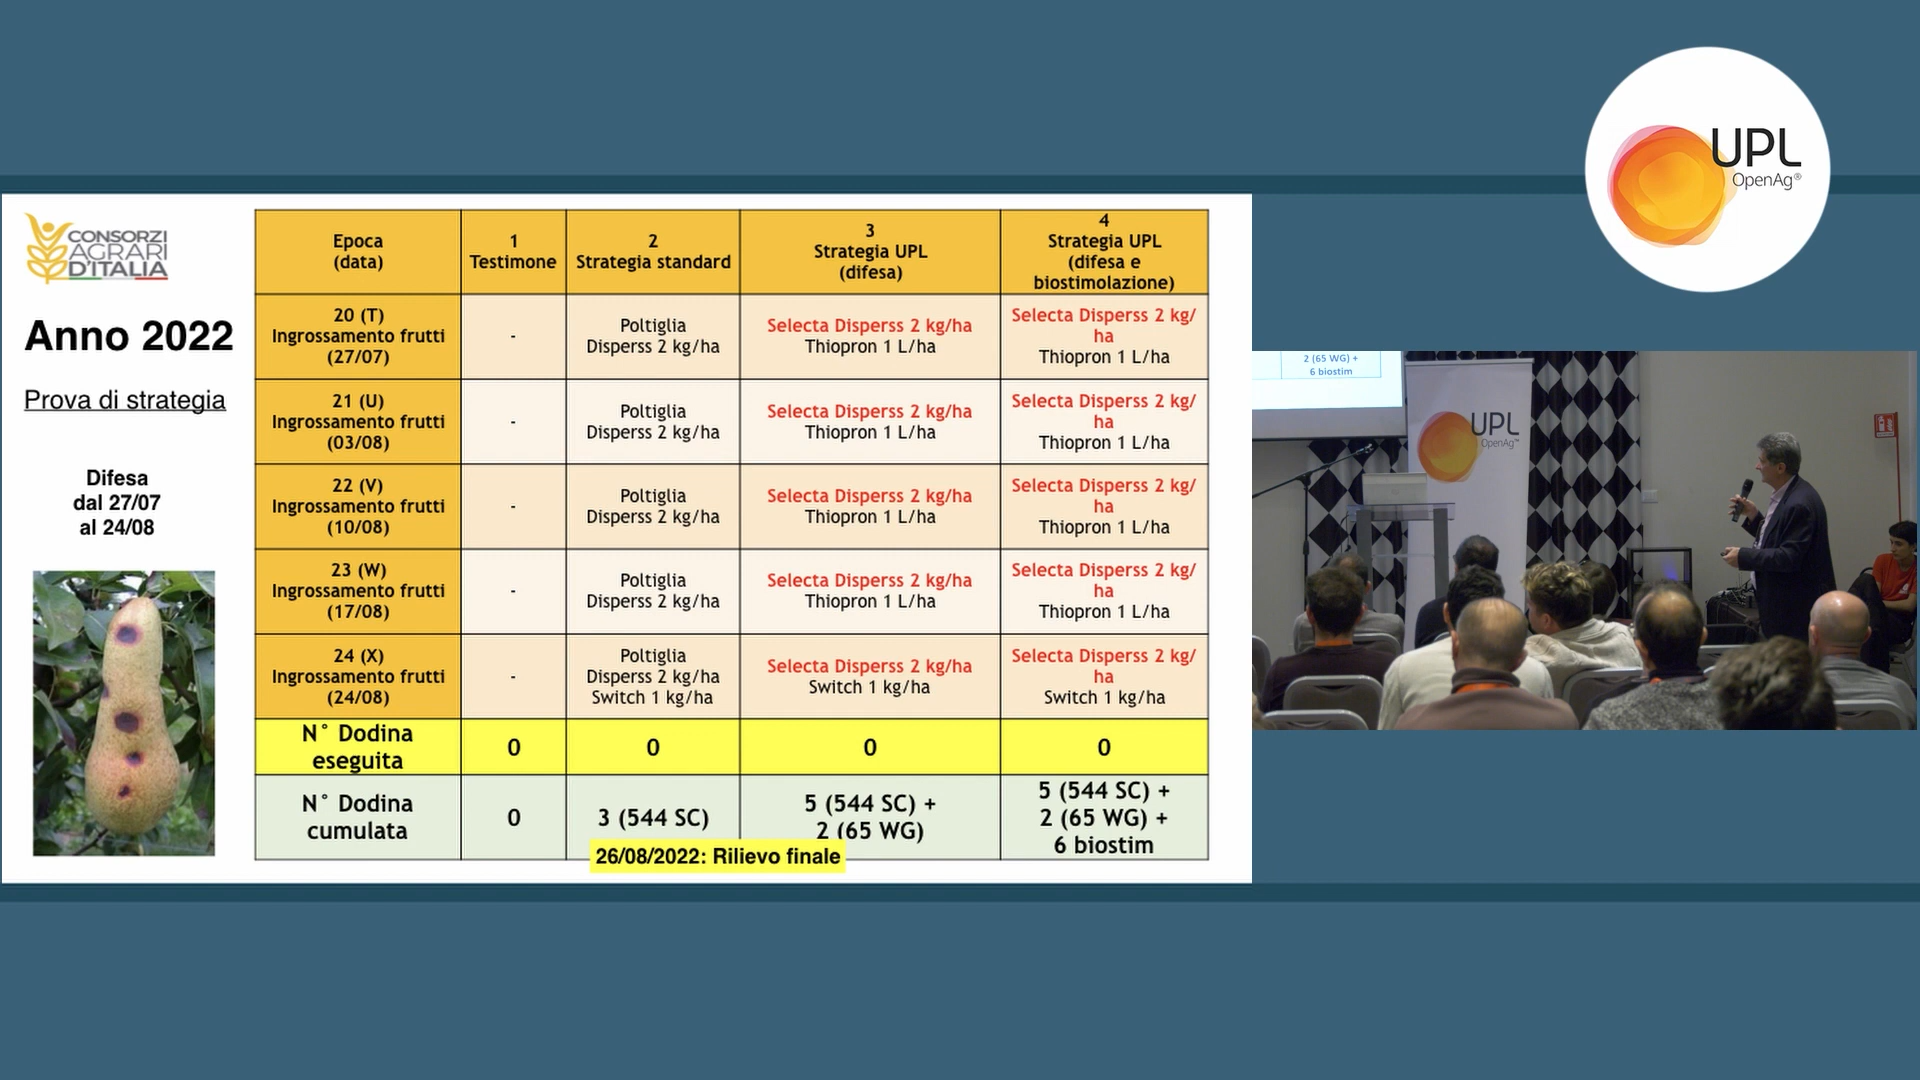 UPL
OpenAg®
CONSORZI
AGRARI
D'ITALIA
Anno 2022
Prova di strategia
Difesa
dal 27/07
al 24/08
Epoca
(data)
1
Testimone
2
Strategia standard
3
Strategia UPL
(difesa)
4
Strategia UPL
(difesa e
biostimolazione)
20 (T)
Ingrossamento frutti
(27/07)
-
Poltiglia
Disperss 2 kg/ha
Selecta Disperss 2 kg/ha
Thiopron 1 L/ha
Selecta Disperss 2 kg/
ha
Thiopron 1 L/ha
21 (U)
Ingrossamento frutti
(03/08)
-
Poltiglia
Disperss 2 kg/ha
Selecta Disperss 2 kg/ha
Thiopron 1 L/ha
Selecta Disperss 2 kg/
ha
Thiopron 1 L/ha
22 (V)
Ingrossamento frutti
(10/08)
-
Poltiglia
Disperss 2 kg/ha
Selecta Disperss 2 kg/ha
Thiopron 1 L/ha
Selecta Disperss 2 kg/
ha
Thiopron 1 L/ha
23 (W)
Ingrossamento frutti
(17/08)
-
Poltiglia
Disperss 2 kg/ha
Selecta Disperss 2 kg/ha
Thiopron 1 L/ha
Selecta Disperss 2 kg/
ha
Thiopron 1 L/ha
24 (X)
Ingrossamento frutti
(24/08)
-
Poltiglia
Disperss 2 kg/ha
Switch 1 kg/ha
Selecta Disperss 2 kg/ha
Switch 1 kg/ha
Selecta Disperss 2 kg/
ha
Switch 1 kg/ha
N° Dodina
eseguita
0
0
0
0
N° Dodina
cumulata
0
3 (544 SC)
5 (544 SC) +
2 (65 WG)
5 (544 SC) +
2 (65 WG) +
6 biostim
26/08/2022: Rilievo finale
2 (65 WG) +
6 biostim
UPL
OpenAg™